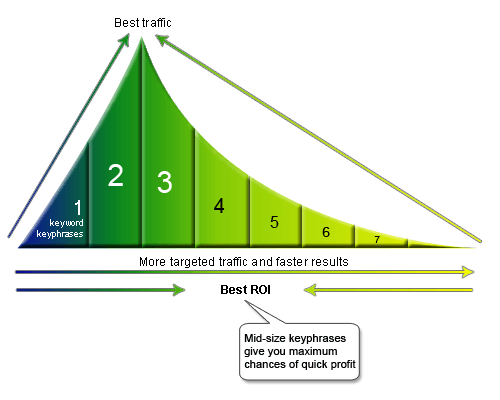 Best traffic
1
keyword
keyphrases
2
3
4
5
6
7
More targeted traffic and faster results
Best ROI
Mid-size keyphrases
give you maximum
chances of quick profit